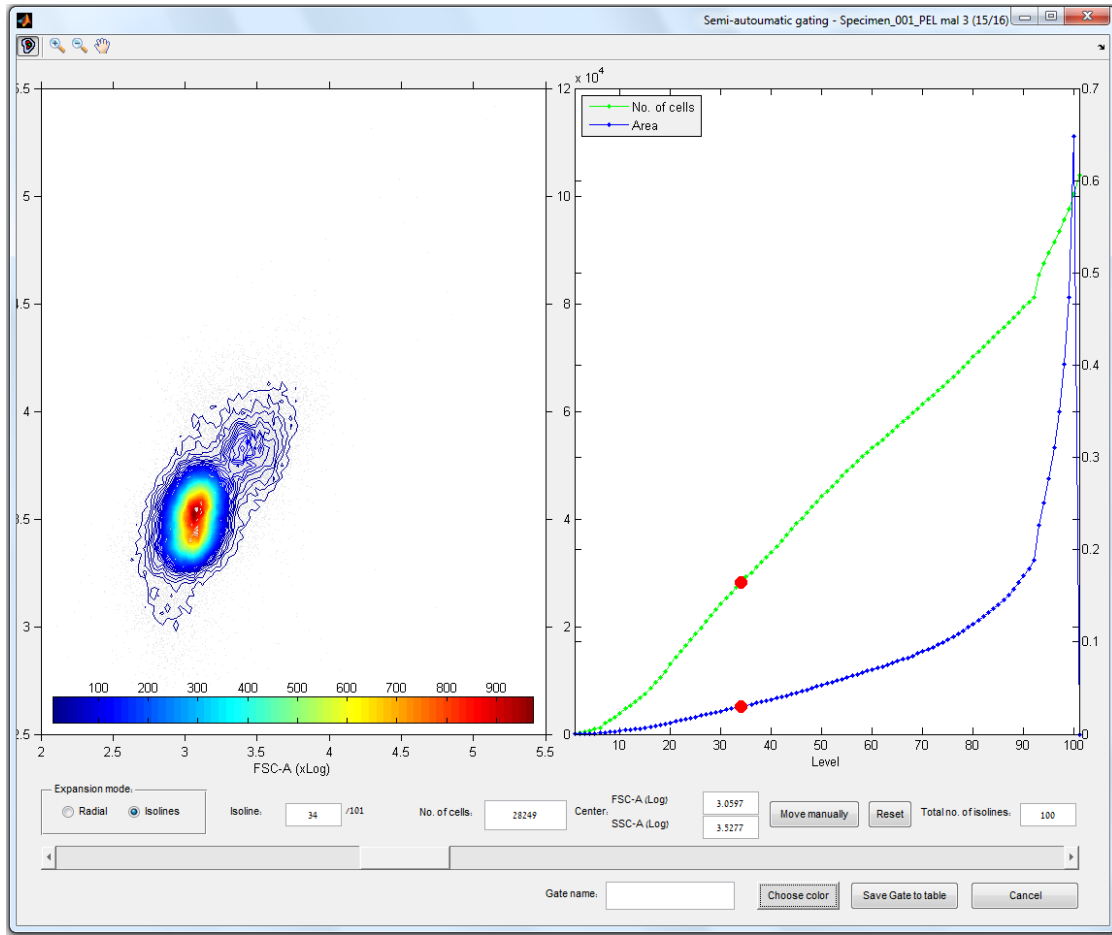 Semi-autoumatic gating - Specimen_001_PEL mal 3 (15/16)
5.5
5
4.5
4
3.5
3
2.5
100 200 300 400 500 600 700 800 900
2 2.5 3 3.5 4 4.5 5 5.5
FSC-A (xLog)
x 10^4
12
10
8
6
4
2
0
No. of cells
Area
0.7
0.6
0.5
0.4
0.3
0.2
0.1
0
10 20 30 40 50 60 70 80 90 100
Level
Expansion mode:
Radial Isolines
Isoline: 34 /101
No. of cells: 28249
Center:
FSC-A (Log) 3.0597
SSC-A (Log) 3.5277
Move manually
Reset
Total no. of isolines: 100
Gate name:
Choose color
Save Gate to table
Cancel